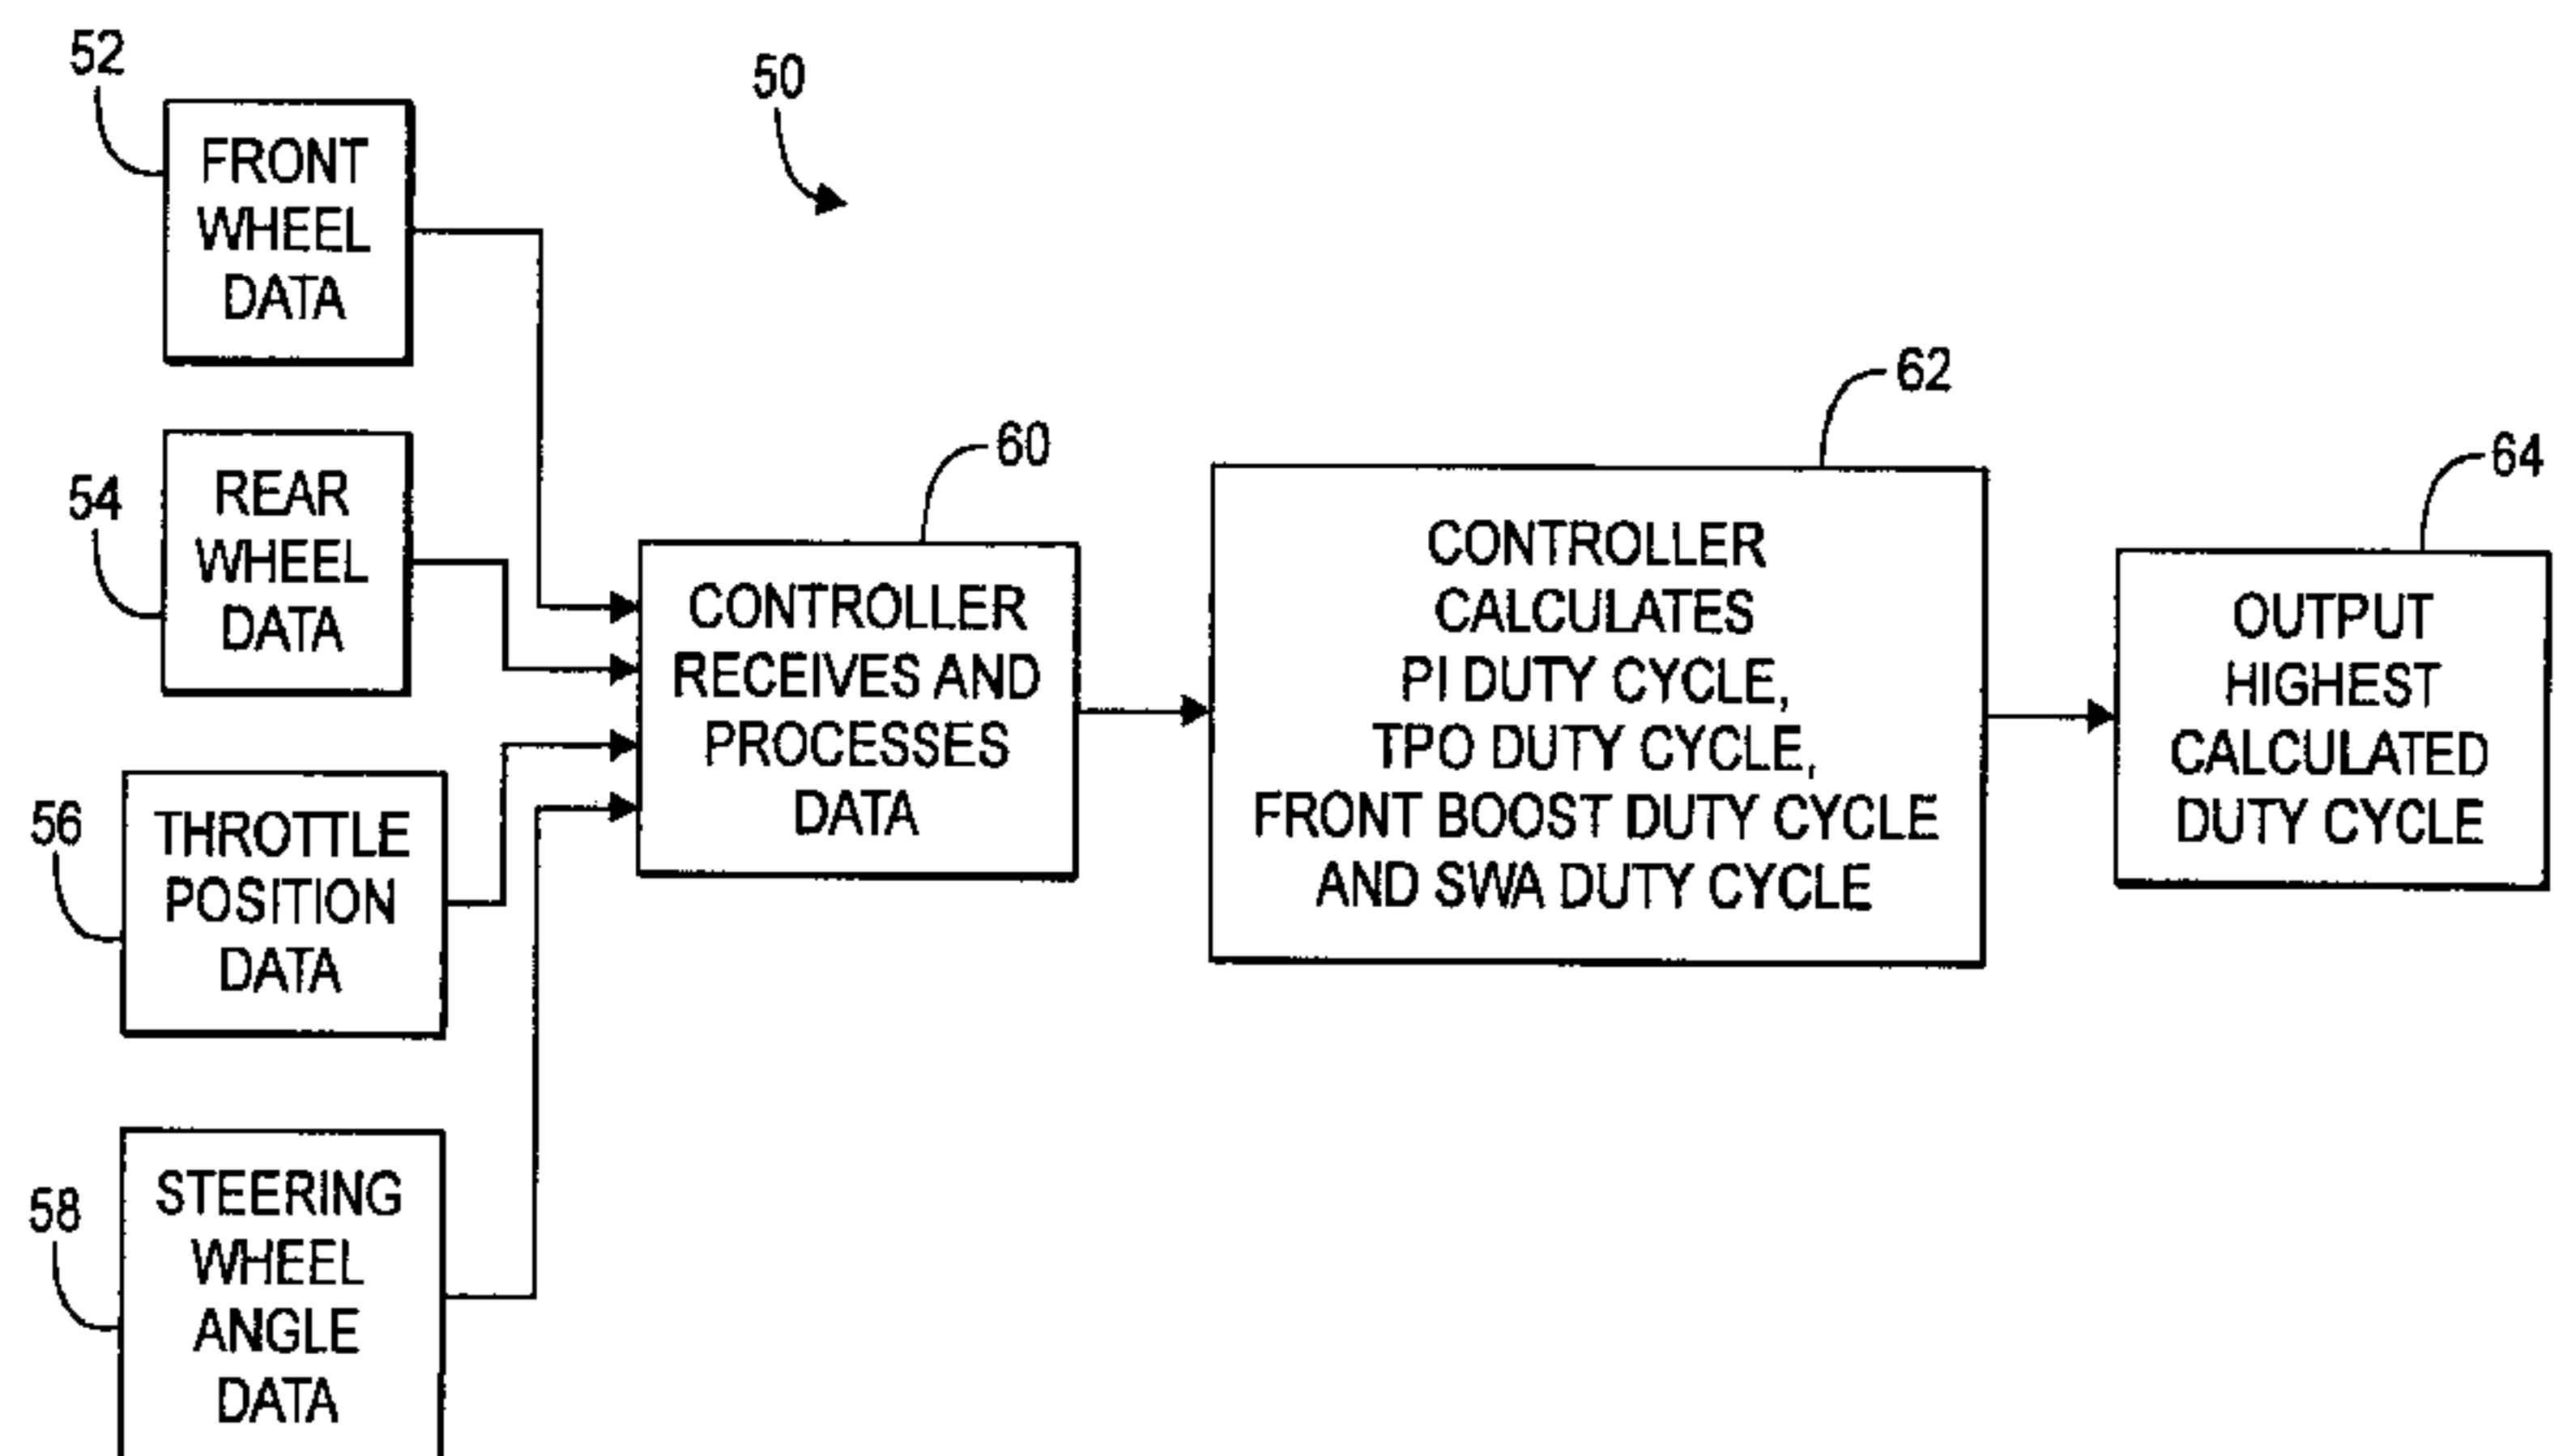 52
FRONT
WHEEL
DATA
50
54
REAR
WHEEL
DATA
56
THROTTLE
POSITION
DATA
58
STEERING
WHEEL
ANGLE
DATA
60
CONTROLLER
RECEIVES AND
PROCESSES
DATA
62
CONTROLLER
CALCULATES
PI DUTY CYCLE,
TPO DUTY CYCLE,
FRONT BOOST DUTY CYCLE
AND SWA DUTY CYCLE
64
OUTPUT
HIGHEST
CALCULATED
DUTY CYCLE